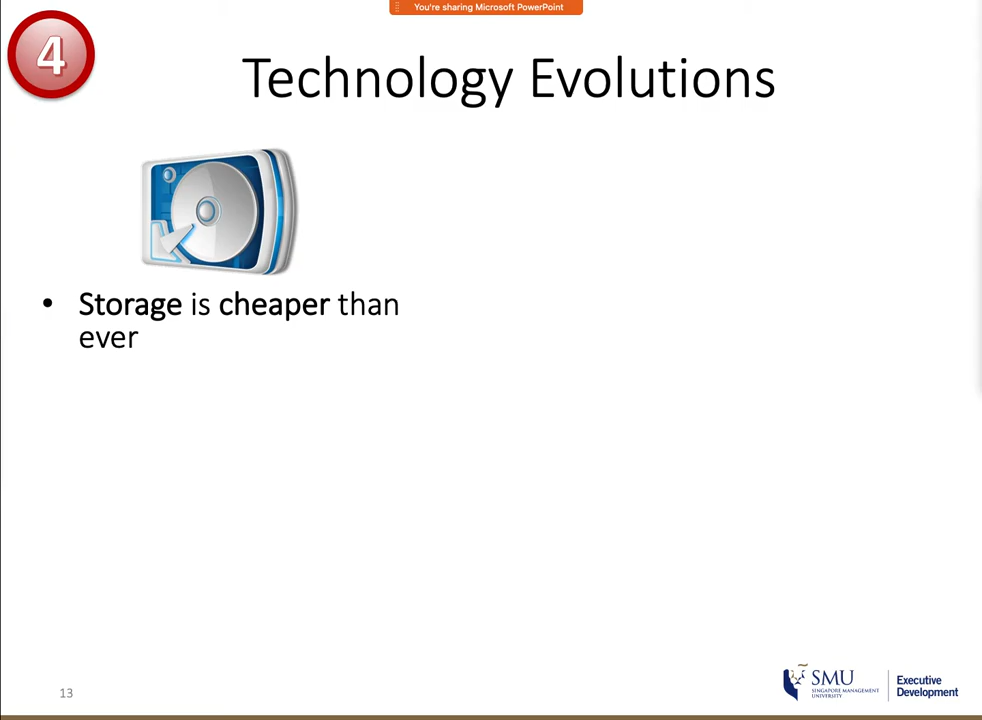 You're sharing Microsoft PowerPoint
4
Technology Evolutions
• Storage is cheaper than
ever
13
SMU
SINGAPORE MANAGEMENT
UNIVERSITY
Executive
Development